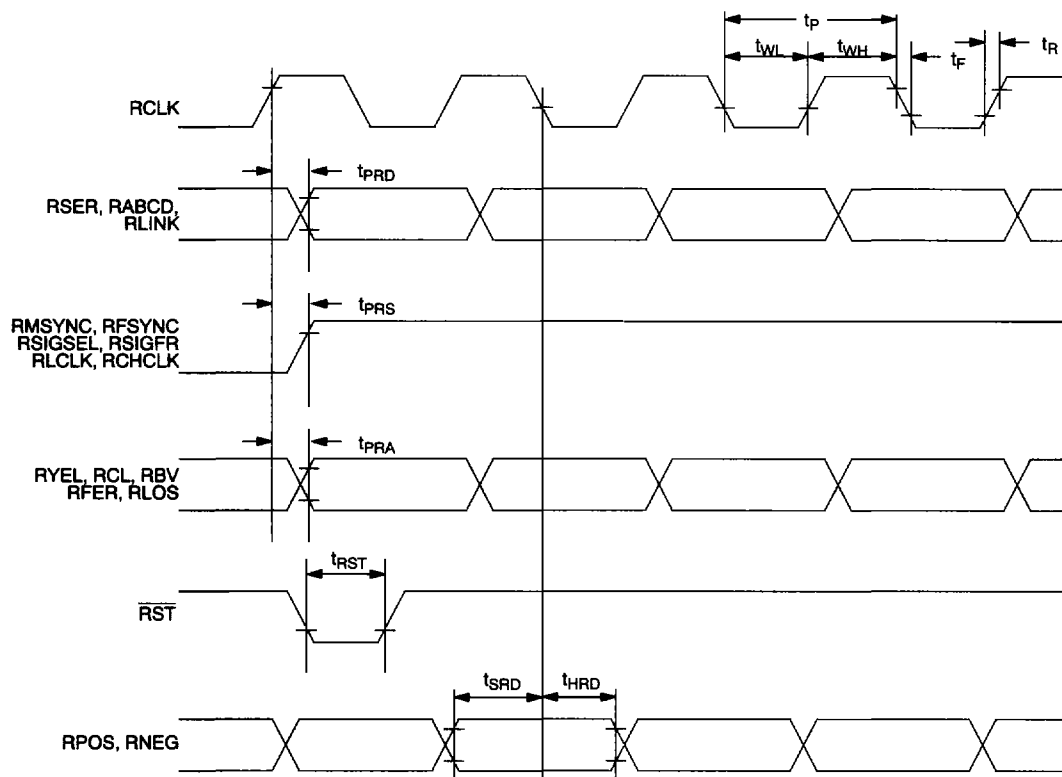 tP
tWL tWH tF tR
RCLK
tPRD
RSER, RABCD,
RLINK
tPRS
RMSYNC, RFSYNC
RSIGSEL, RSIGFR
RLCLK, RCHCLK
tPRA
RYEL, RCL, RBV
RFER, RLOS
tRST
RST
tSRD tHRD
RPOS, RNEG